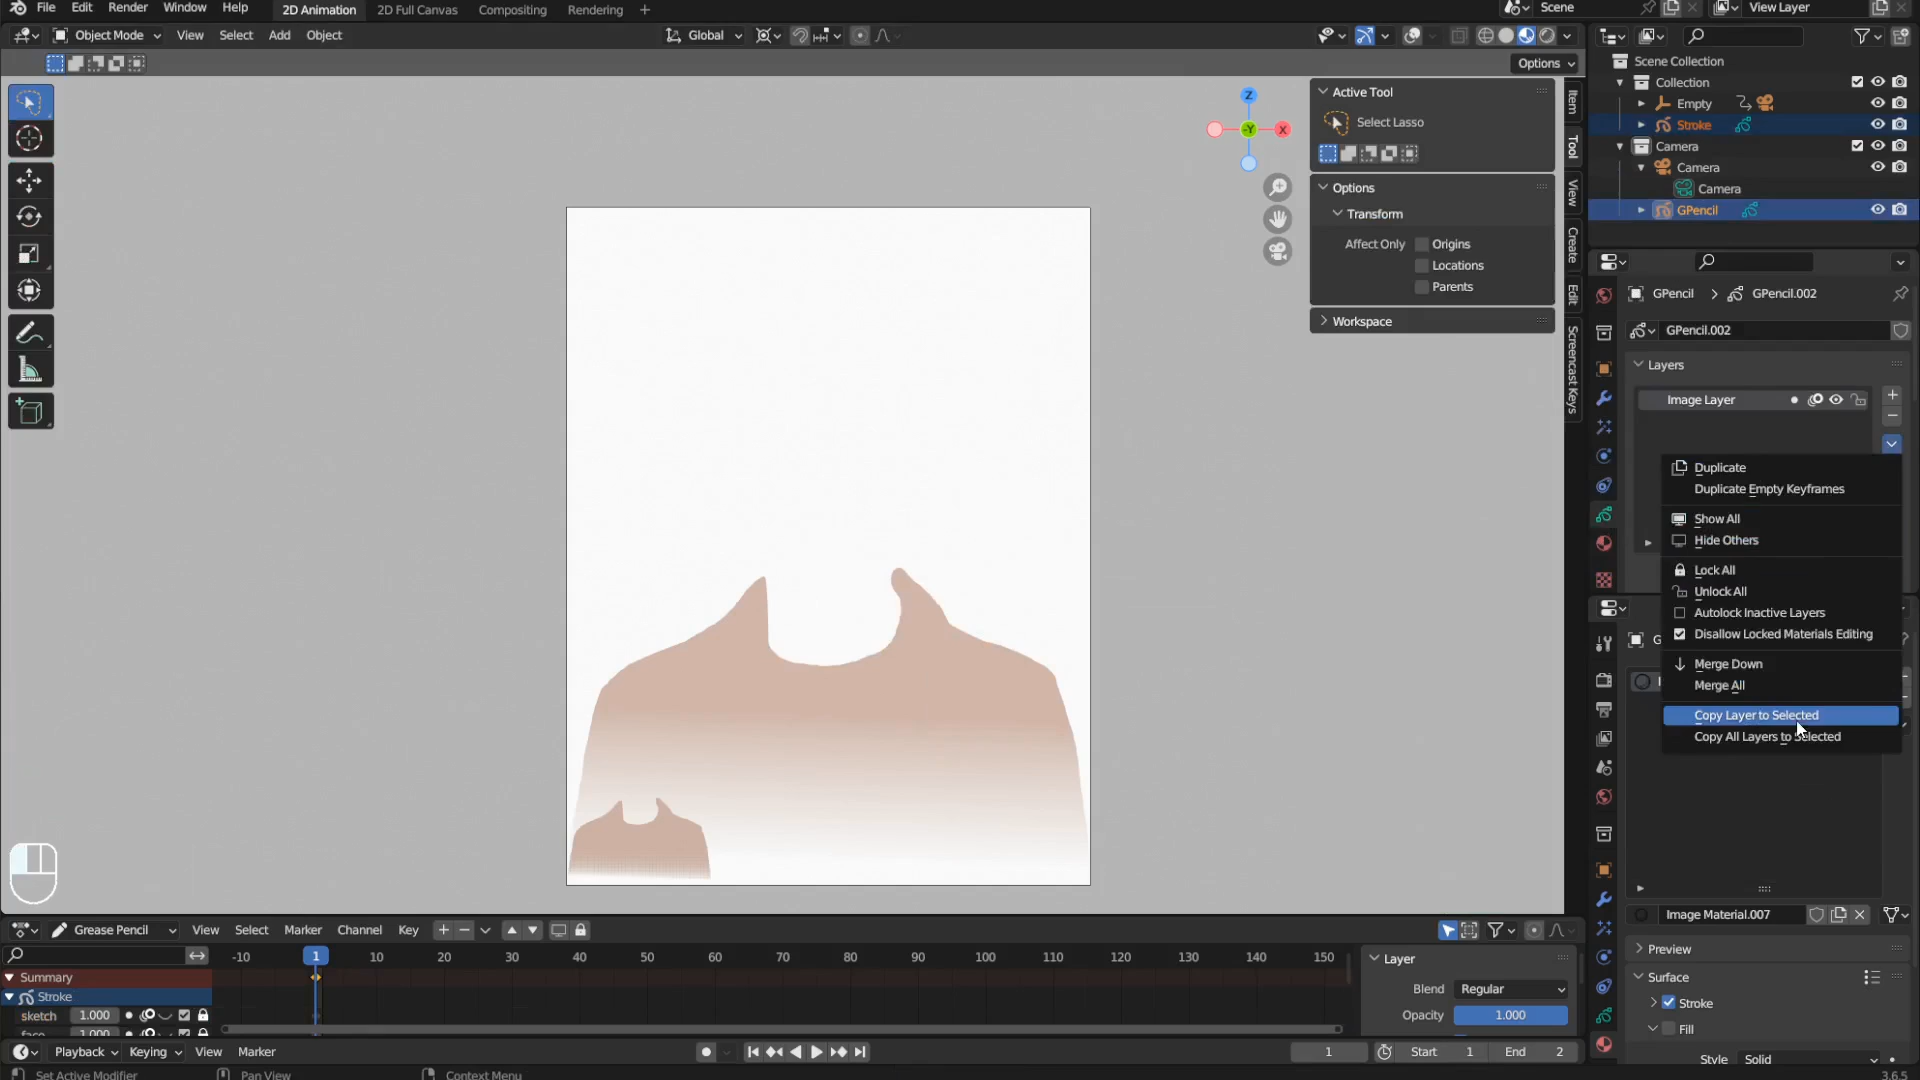 File Edit Render Window Help 2D Animation 2D Full Canvas Compositing Rendering + Scene View Layer
Object Mode View Select Add Object Global
Options
Z
-Y X
Active Tool
Select Lasso
Options
Transform
Affect Only Origins
Locations
Parents
Workspace
Item
Tool
View
Create
Edit
Screencast Keys
Scene Collection
Collection
Empty
Stroke
Camera
Camera
Camera
GPencil
GPencil > GPencil.002
GPencil.002
Layers
Image Layer
Duplicate
Duplicate Empty Keyframes
Show All
Hide Others
Lock All
Unlock All
Autolock Inactive Layers
Disallow Locked Materials Editing
Merge Down
Merge All
Copy Layer to Selected
Copy All Layers to Selected
Image Material.007
Preview
Surface
Stroke
Fill
Style Solid
Grease Pencil View Select Marker Channel Key
-10 1 10 20 30 40 50 60 70 80 90 100 110 120 130 140 150
Summary
Stroke
sketch 1.000
face 1.000
Layer
Blend Regular
Opacity 1.000
Playback Keying View Marker 1 Start 1 End 2
Set Active Modifier Pan View Context Menu 3.6.5